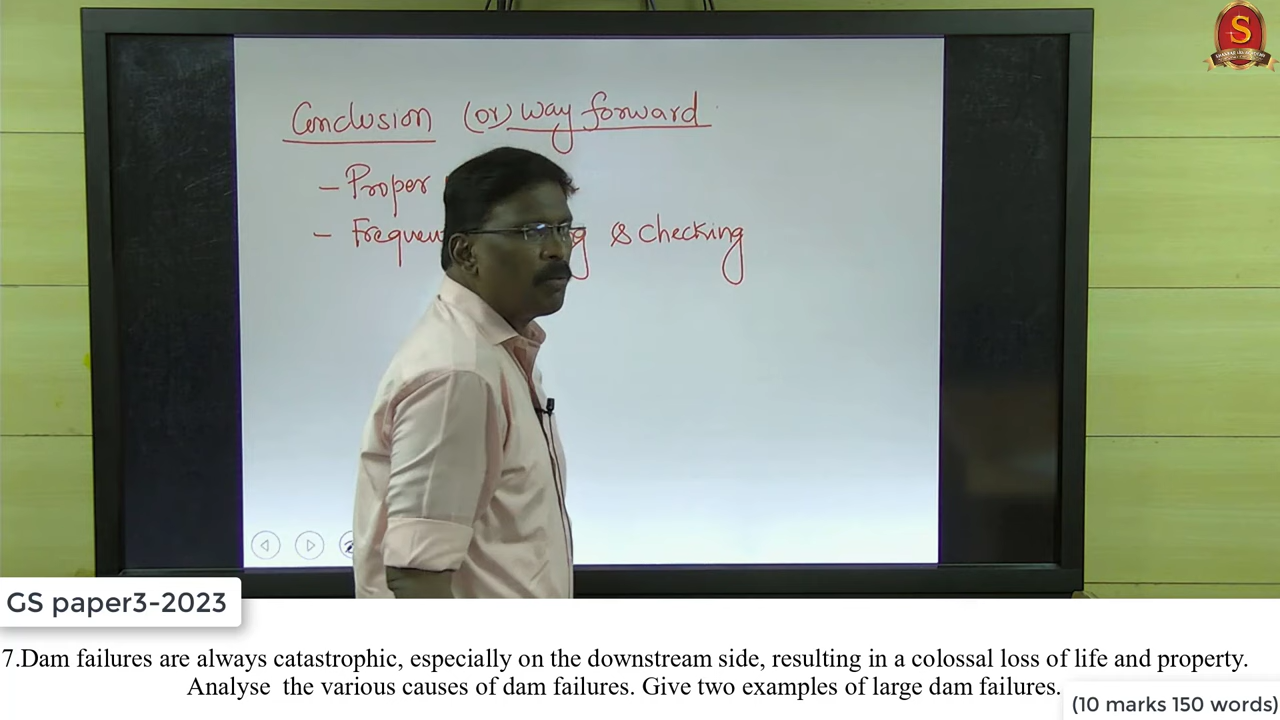 S
Conclusion (or) way forward
- Proper
- Frequen g & checking
GS paper3-2023
7.Dam failures are always catastrophic, especially on the downstream side, resulting in a colossal loss of life and property.
Analyse the various causes of dam failures. Give two examples of large dam failures.
(10 marks 150 words)